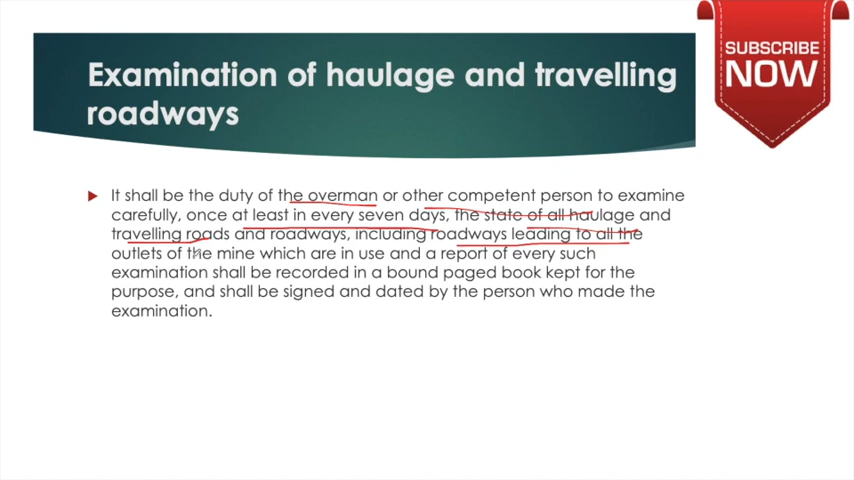 SUBSCRIBE
NOW
Examination of haulage and travelling
roadways
It shall be the duty of the overman or other competent person to examine
carefully, once at least in every seven days, the state of all haulage and
travelling roads and roadways, including roadways leading to all the
outlets of the mine which are in use and a report of every such
examination shall be recorded in a bound paged book kept for the
purpose, and shall be signed and dated by the person who made the
examination.